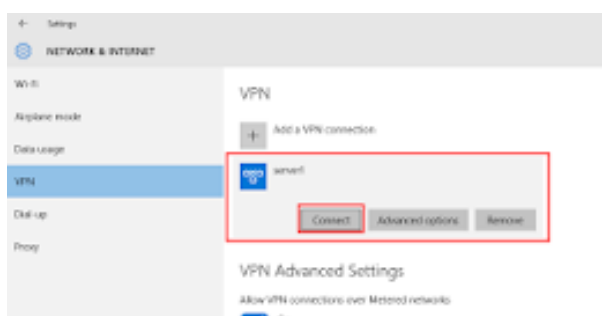 Settings
NETWORK & INTERNET
Wi-Fi
Airplane mode
Data usage
VPN
Dial-up
Proxy
VPN
Add a VPN connection
server1
Connect
Advanced options
Remove
VPN Advanced Settings
Allow VPN connections over Metered networks